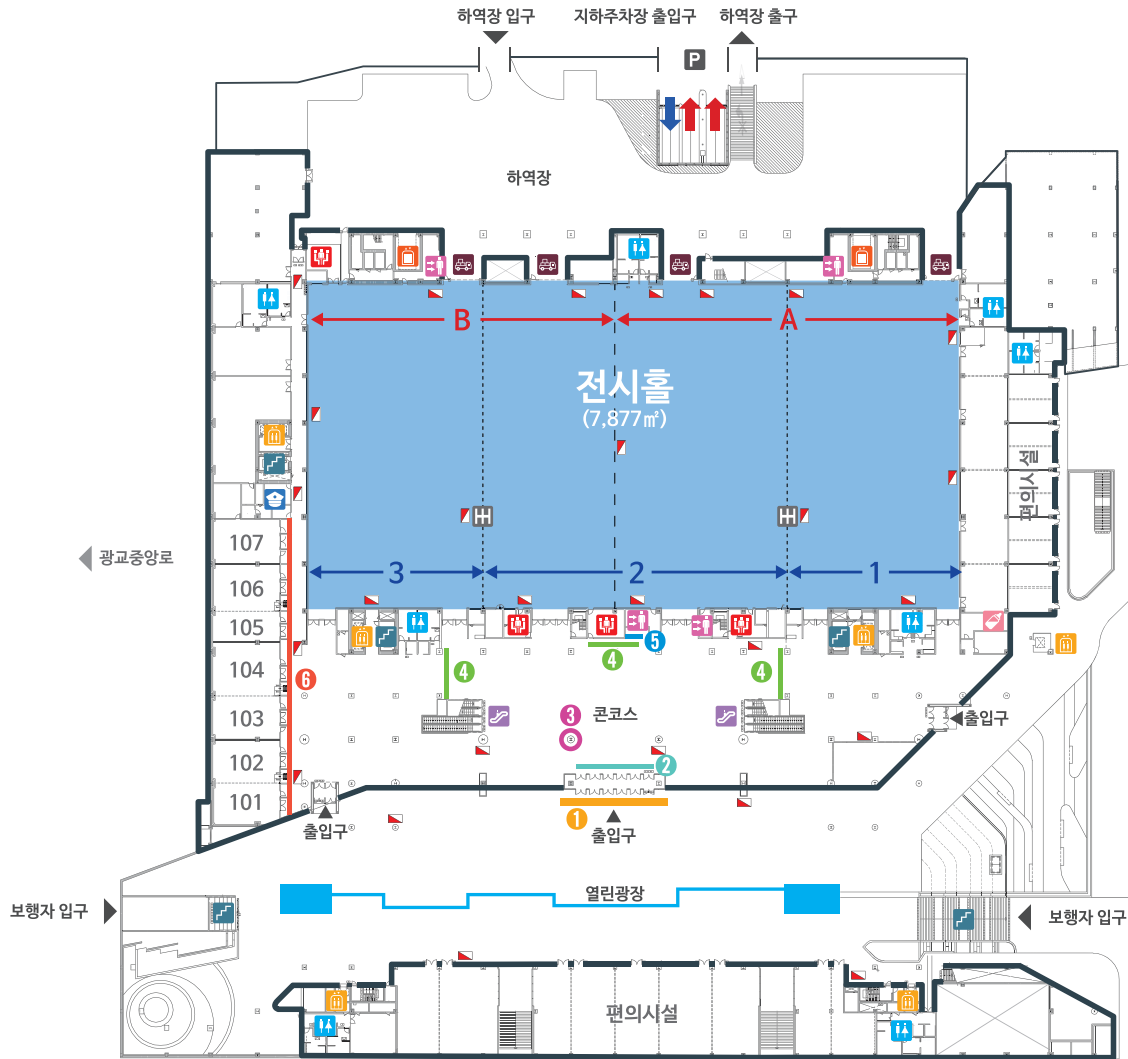 하역장 입구
지하주차장 출입구
하역장 출구
P
하역장
B
A
전시홀
(7,877㎡)
편의시설
107
광교중앙로
3
2
1
106
105
5
4
104
6
4
4
103
3
콘코스
출입구
102
2
101
1
출입구
출입구
열린광장
보행자 입구
보행자 입구
편의시설